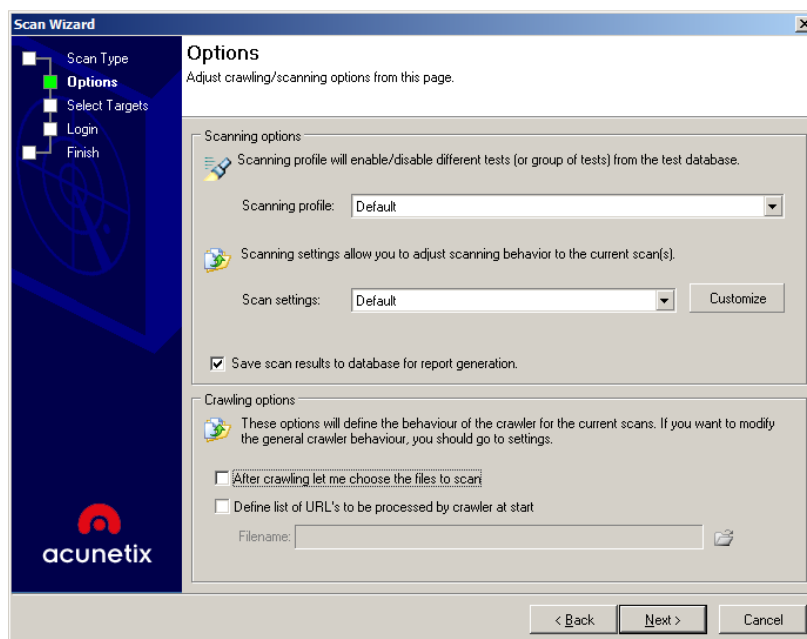 Scan Wizard
Scan Type
Options
Select Targets
Login
Finish
acunetix
Options
Adjust crawling/scanning options from this page.
Scanning options
Scanning profile will enable/disable different tests (or group of tests) from the test database.
Scanning profile: Default
Scanning settings allow you to adjust scanning behavior to the current scan(s).
Scan settings: Default Customize
Save scan results to database for report generation.
Crawling options
These options will define the behaviour of the crawler for the current scans. If you want to modify
the general crawler behaviour, you should go to settings.
After crawling let me choose the files to scan
Define list of URL's to be processed by crawler at start
Filename:
< Back Next > Cancel